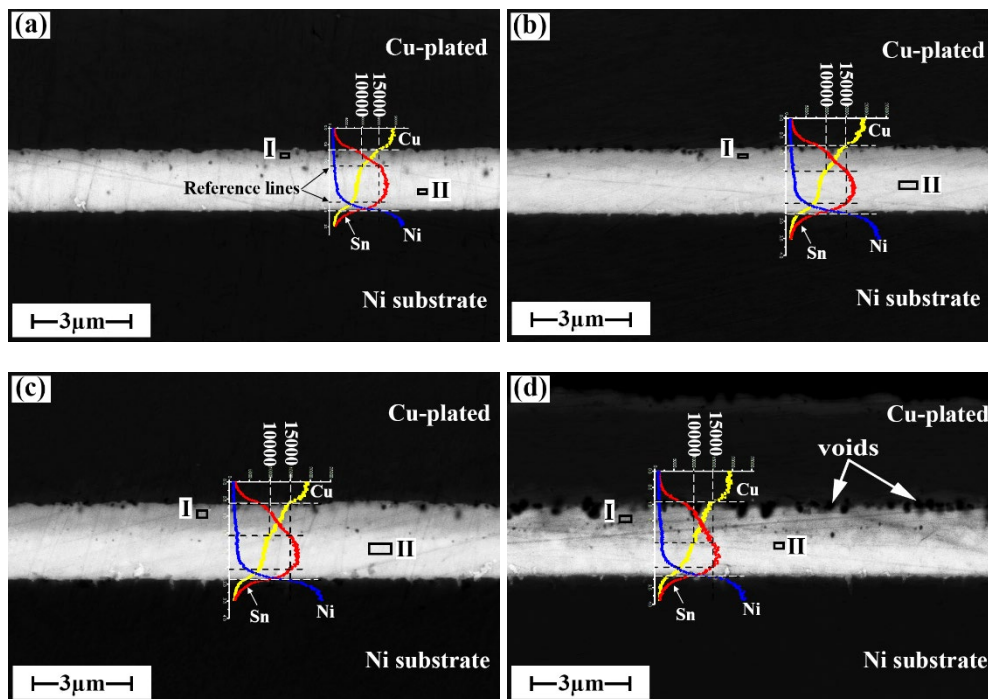 (a)
Cu-plated
10000
15000
Cu
I
Reference lines
II
Sn
Ni
Ni substrate
3μm
(b)
Cu-plated
10000
15000
Cu
I
II
Sn
Ni
Ni substrate
3μm
(c)
Cu-plated
10000
15000
Cu
I
II
Sn
Ni
Ni substrate
3μm
(d)
Cu-plated
10000
15000
voids
Cu
I
II
Sn
Ni
Ni substrate
3μm